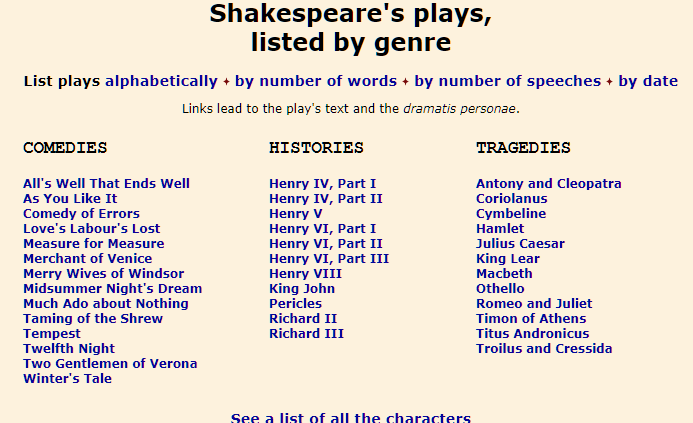 Shakespeare's plays,
listed by genre
List plays alphabetically ✦ by number of words ✦ by number of speeches ✦ by date
Links lead to the play's text and the dramatis personae.
COMEDIES
All's Well That Ends Well
As You Like It
Comedy of Errors
Love's Labour's Lost
Measure for Measure
Merchant of Venice
Merry Wives of Windsor
Midsummer Night's Dream
Much Ado about Nothing
Taming of the Shrew
Tempest
Twelfth Night
Two Gentlemen of Verona
Winter's Tale
HISTORIES
Henry IV, Part I
Henry IV, Part II
Henry V
Henry VI, Part I
Henry VI, Part II
Henry VI, Part III
Henry VIII
King John
Pericles
Richard II
Richard III
TRAGEDIES
Antony and Cleopatra
Coriolanus
Cymbeline
Hamlet
Julius Caesar
King Lear
Macbeth
Othello
Romeo and Juliet
Timon of Athens
Titus Andronicus
Troilus and Cressida
See a list of all the characters